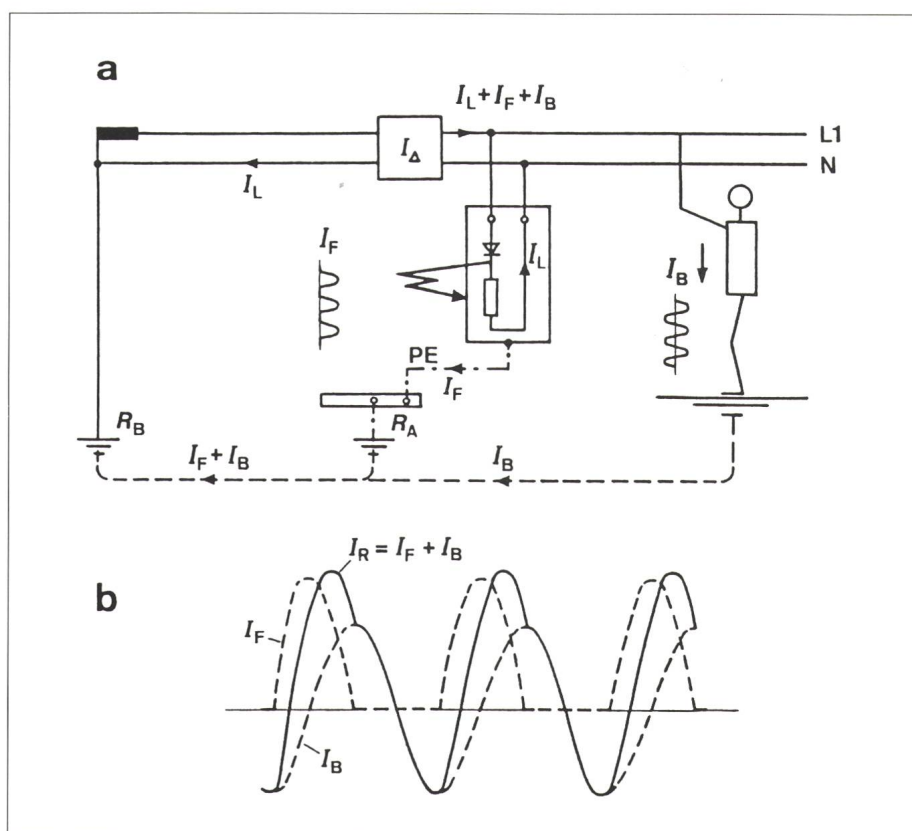 a
I_L + I_F + I_B
L1
I_Δ
N
I_L
I_F
I_L
I_B
PE
I_F
R_B
R_A
I_F + I_B
I_B
I_R = I_F + I_B
b
I_F
I_B